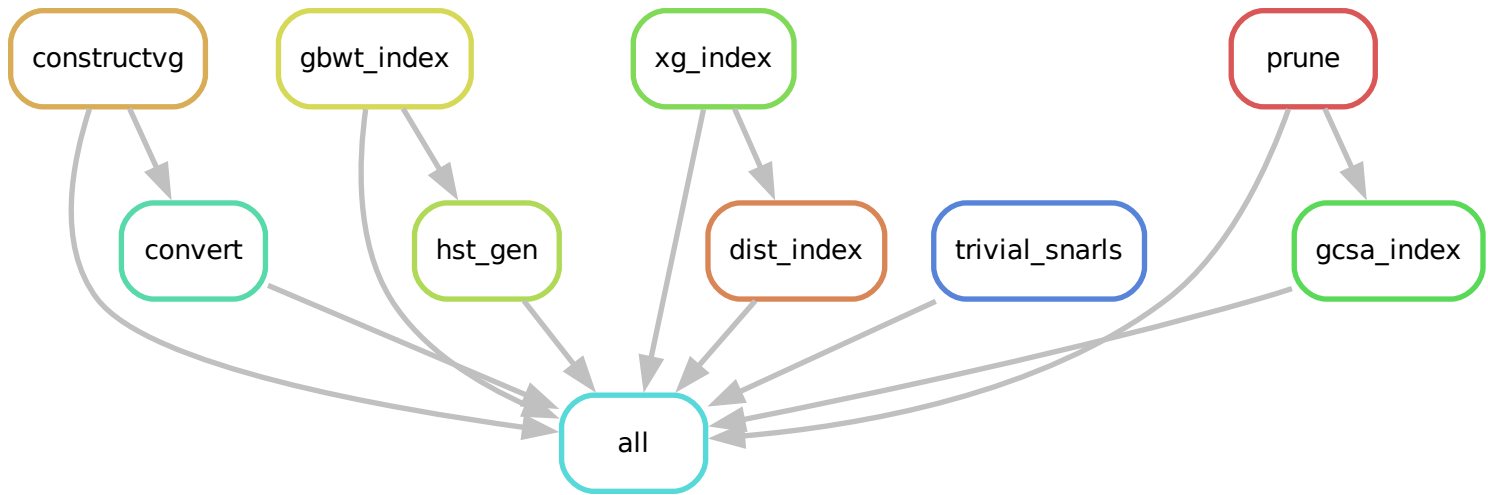 constructvg
gbwt_index
xg_index
prune
convert
hst_gen
dist_index
trivial_snarls
gcsa_index
all